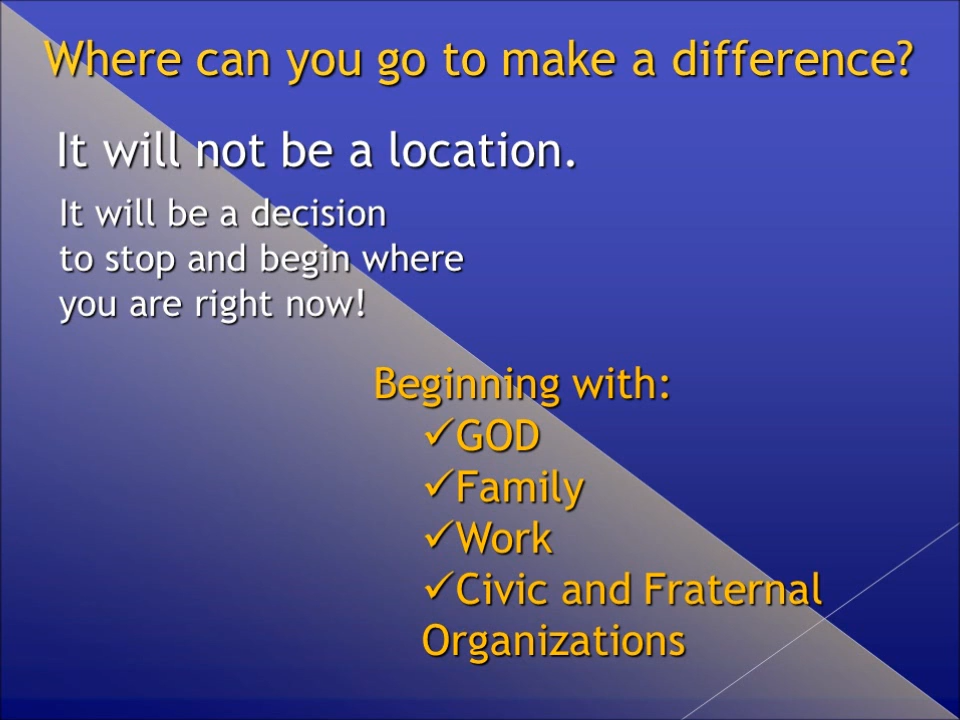 Where can you go to make a difference?
It will not be a location.
It will be a decision
to stop and begin where
you are right now!
Beginning with:
✓GOD
✓Family
✓Work
✓Civic and Fraternal
Organizations